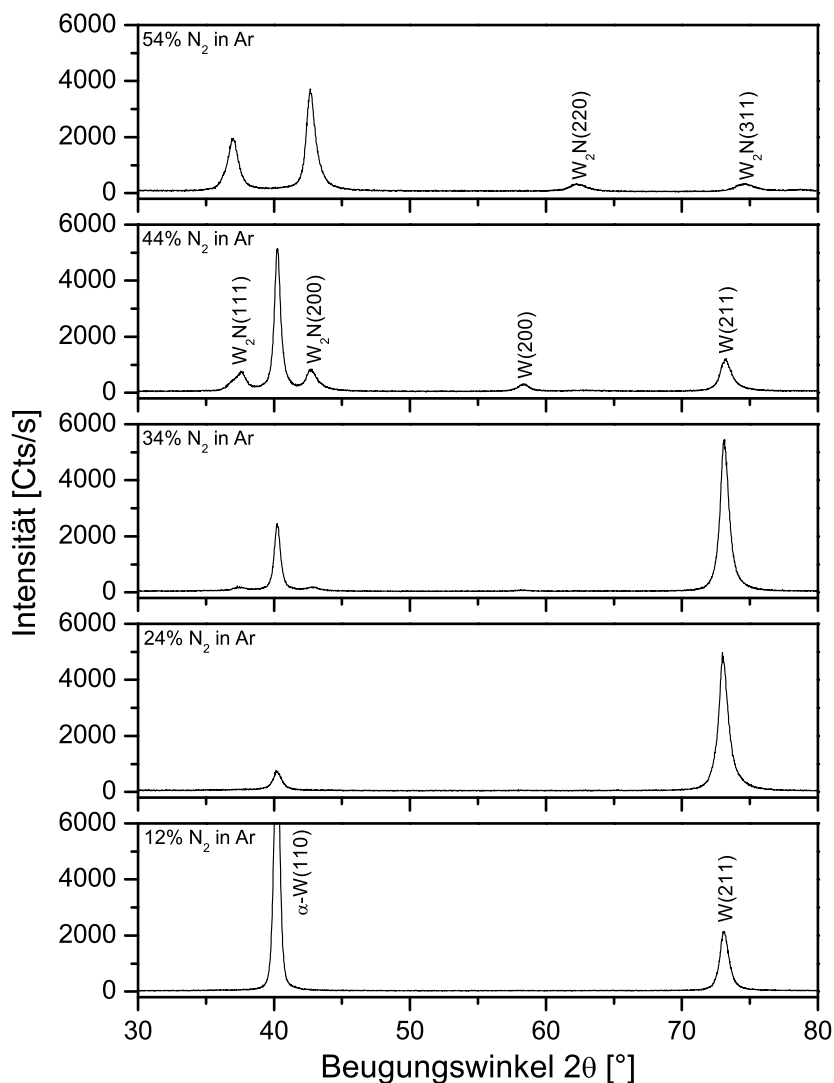 Intensität [Cts/s]
6000
4000
2000
0
54% N₂ in Ar
W₂N(220)
W₂N(311)
6000
4000
2000
0
44% N₂ in Ar
W₂N(111)
W₂N(200)
W(200)
W(211)
6000
4000
2000
0
34% N₂ in Ar
6000
4000
2000
0
24% N₂ in Ar
6000
4000
2000
0
12% N₂ in Ar
α-W(110)
W(211)
30 40 50 60 70 80
Beugungswinkel 2θ [°]